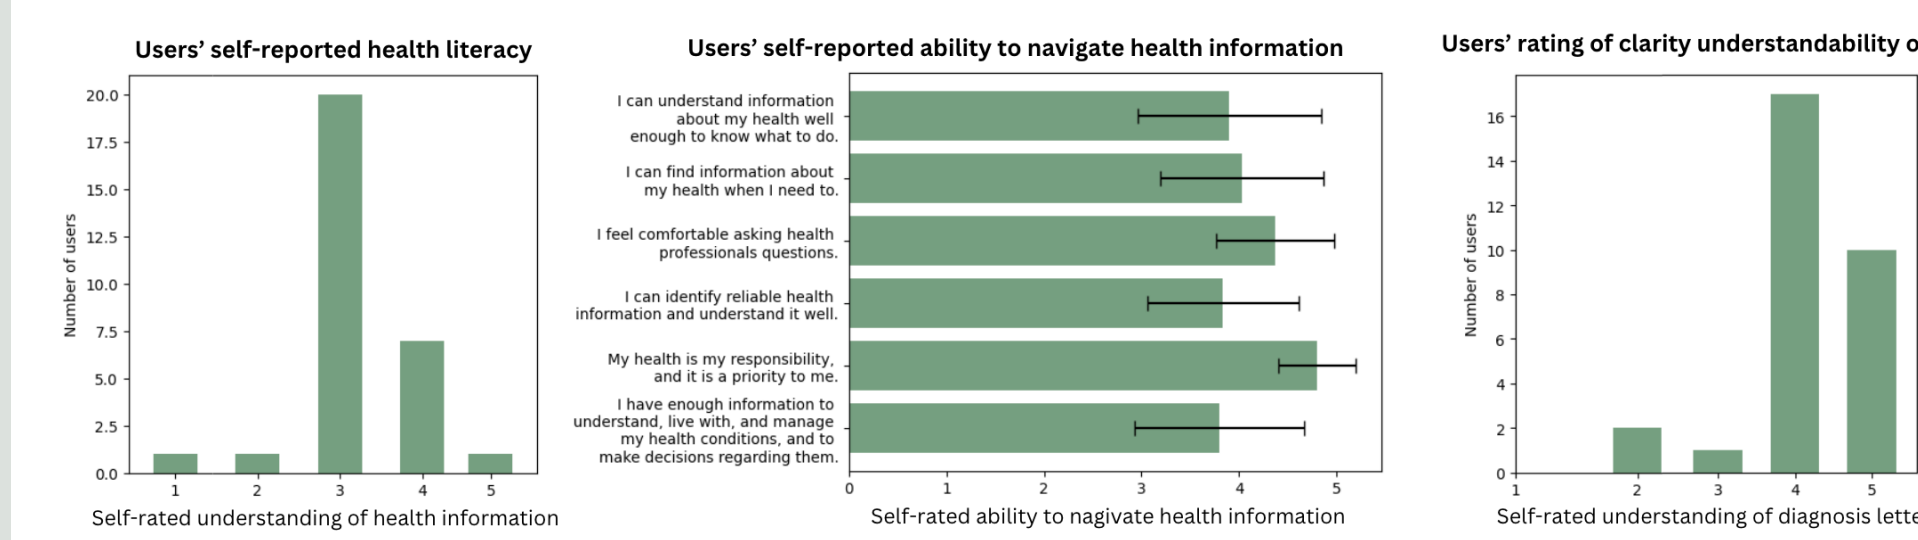 Users’ self-reported health literacy
20.0
17.5
15.0
12.5
10.0
7.5
5.0
2.5
0.0
Number of users
1 2 3 4 5
Self-rated understanding of health information
Users’ self-reported ability to navigate health information
I can understand information
about my health well
enough to know what to do.
I can find information about
my health when I need to.
I feel comfortable asking health
professionals questions.
I can identify reliable health
information and understand it well.
My health is my responsibility,
and it is a priority to me.
I have enough information to
understand, live with, and manage
my health conditions, and to
make decisions regarding them.
0 1 2 3 4 5
Self-rated ability to nagivate health information
Users’ rating of clarity understandability o
16
14
12
10
8
6
4
2
0
Number of users
1 2 3 4 5
Self-rated understanding of diagnosis lette